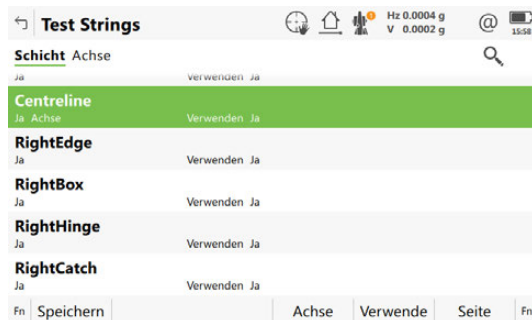 Test Strings
Hz 0.0004 g
V 0.0002 g
@
15:58
Schicht Achse
Ja Verwenden Ja
Centreline
Ja Achse Verwenden Ja
RightEdge
Ja Verwenden Ja
RightBox
Ja Verwenden Ja
RightHinge
Ja Verwenden Ja
RightCatch
Ja Verwenden Ja
Fn Speichern Achse Verwende Seite Fn